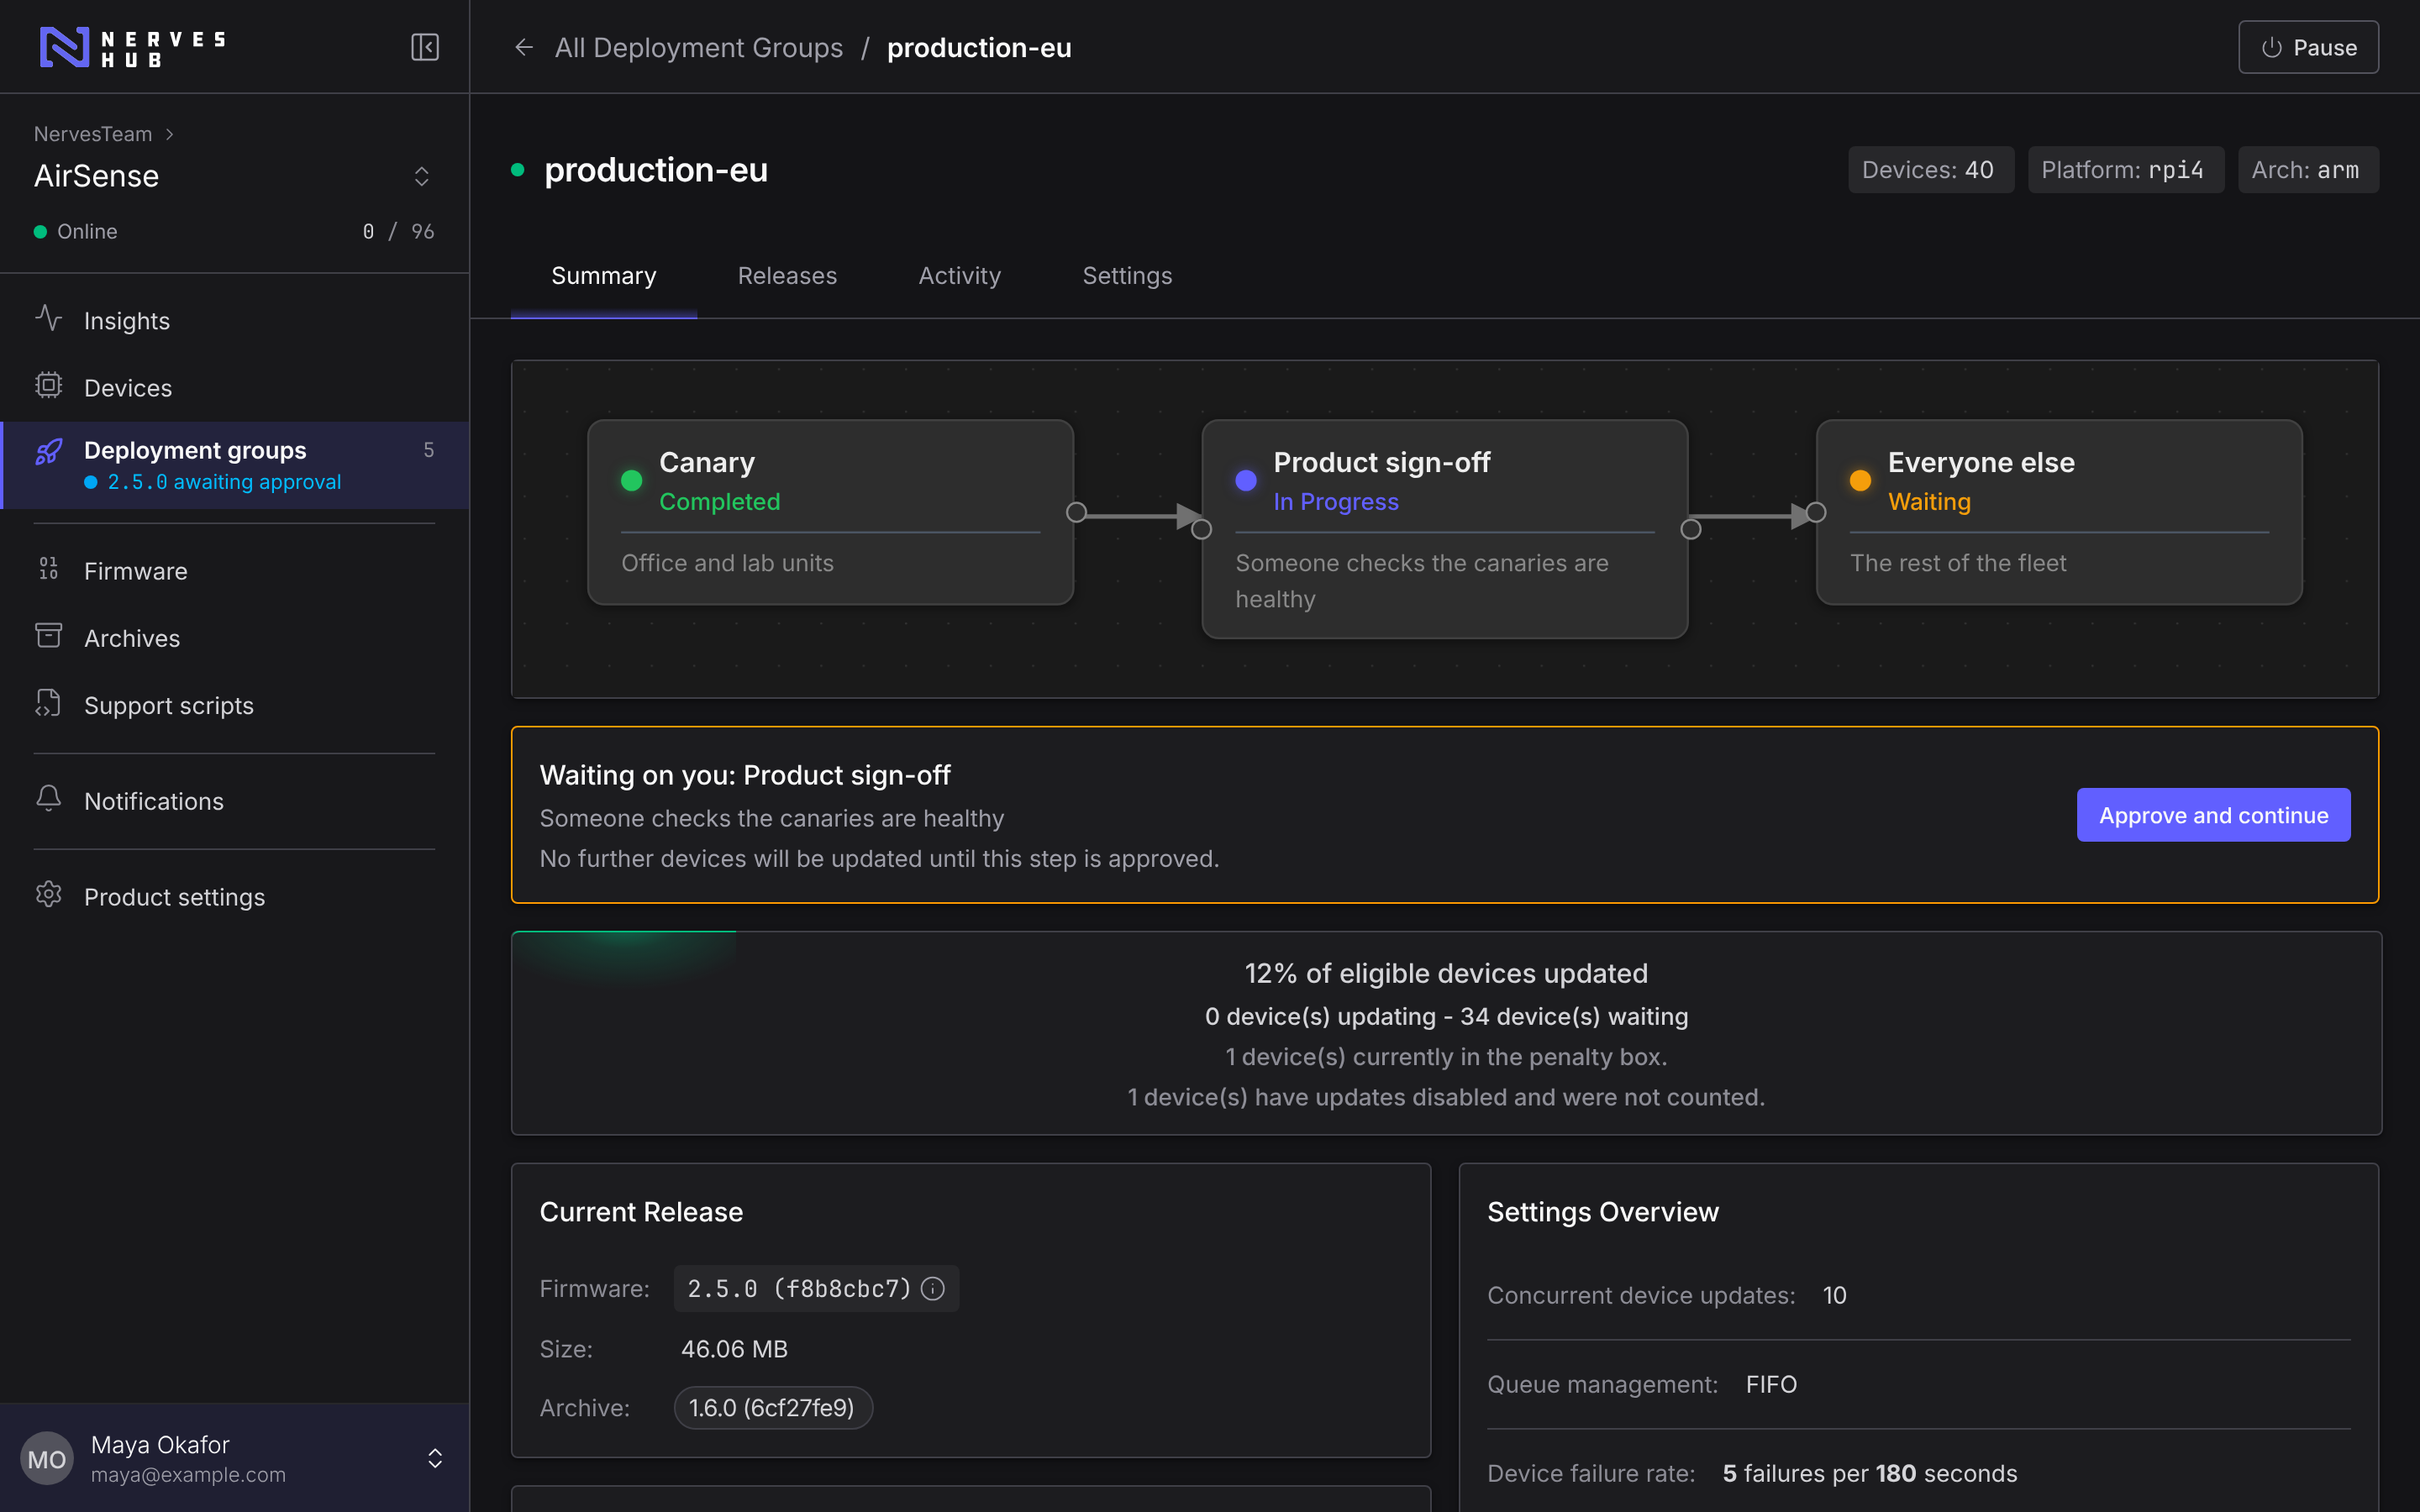 NERVES
HUB
NervesTeam
AirSense
Online
0 / 96
Insights
Devices
Deployment groups
5
2.5.0 awaiting approval
Firmware
Archives
Support scripts
Notifications
Product settings
MO
Maya Okafor
maya@example.com
All Deployment Groups / production-eu
Pause
production-eu
Devices: 40
Platform: rpi4
Arch: arm
Summary
Releases
Activity
Settings
Canary
Completed
Office and lab units
Product sign-off
In Progress
Someone checks the canaries are
healthy
Everyone else
Waiting
The rest of the fleet
Waiting on you: Product sign-off
Someone checks the canaries are healthy
No further devices will be updated until this step is approved.
Approve and continue
12% of eligible devices updated
0 device(s) updating - 34 device(s) waiting
1 device(s) currently in the penalty box.
1 device(s) have updates disabled and were not counted.
Current Release
Firmware: 2.5.0 (f8b8cbc7)
Size: 46.06 MB
Archive: 1.6.0 (6cf27fe9)
Settings Overview
Concurrent device updates: 10
Queue management: FIFO
Device failure rate: 5 failures per 180 seconds